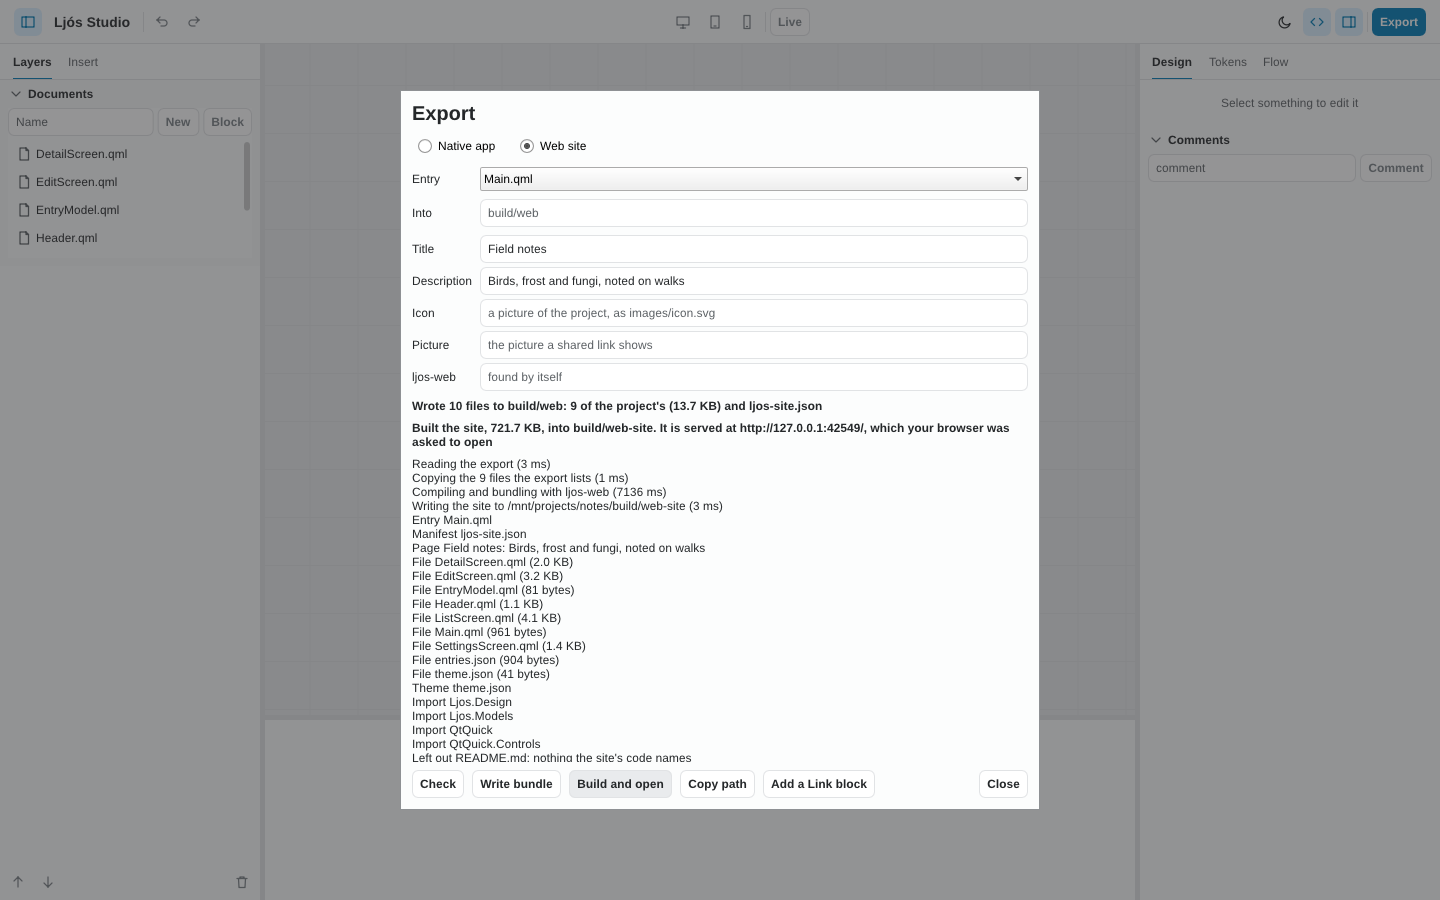 Ljós Studio
Live
Export
Layers
Insert
Documents
Name
New
Block
DetailScreen.qml
EditScreen.qml
EntryModel.qml
Header.qml
Export
Native app
Web site
Entry
Main.qml
Into
build/web
Title
Field notes
Description
Birds, frost and fungi, noted on walks
Icon
a picture of the project, as images/icon.svg
Picture
the picture a shared link shows
ljos-web
found by itself
Wrote 10 files to build/web: 9 of the project's (13.7 KB) and ljos-site.json
Built the site, 721.7 KB, into build/web-site. It is served at http://127.0.0.1:42549/, which your browser was
asked to open
Reading the export (3 ms)
Copying the 9 files the export lists (1 ms)
Compiling and bundling with ljos-web (7136 ms)
Writing the site to /mnt/projects/notes/build/web-site (3 ms)
Entry Main.qml
Manifest ljos-site.json
Page Field notes: Birds, frost and fungi, noted on walks
File DetailScreen.qml (2.0 KB)
File EditScreen.qml (3.2 KB)
File EntryModel.qml (81 bytes)
File Header.qml (1.1 KB)
File ListScreen.qml (4.1 KB)
File Main.qml (961 bytes)
File SettingsScreen.qml (1.4 KB)
File entries.json (904 bytes)
File theme.json (41 bytes)
Theme theme.json
Import Ljos.Design
Import Ljos.Models
Import QtQuick
Import QtQuick.Controls
Left out README.md: nothing the site's code names
Check
Write bundle
Build and open
Copy path
Add a Link block
Close
Design
Tokens
Flow
Select something to edit it
Comments
comment
Comment